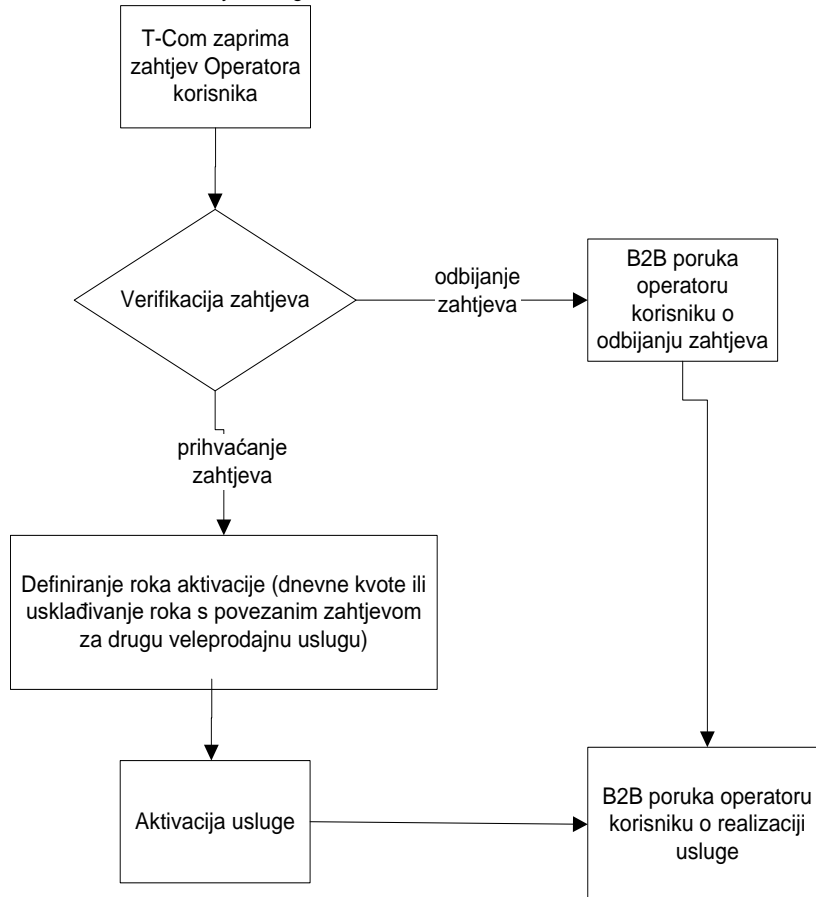 T-Com zaprima
zahtjev Operatora
korisnika
Verifikacija zahtjeva
odbijanje
zahtjeva
B2B poruka
operatoru
korisniku o
odbijanju zahtjeva
prihvaćanje
zahtjeva
Definiranje roka aktivacije (dnevne kvote ili
usklađivanje roka s povezanim zahtjevom
za drugu veleprodajnu uslugu)
Aktivacija usluge
B2B poruka operatoru
korisniku o realizaciji
usluge